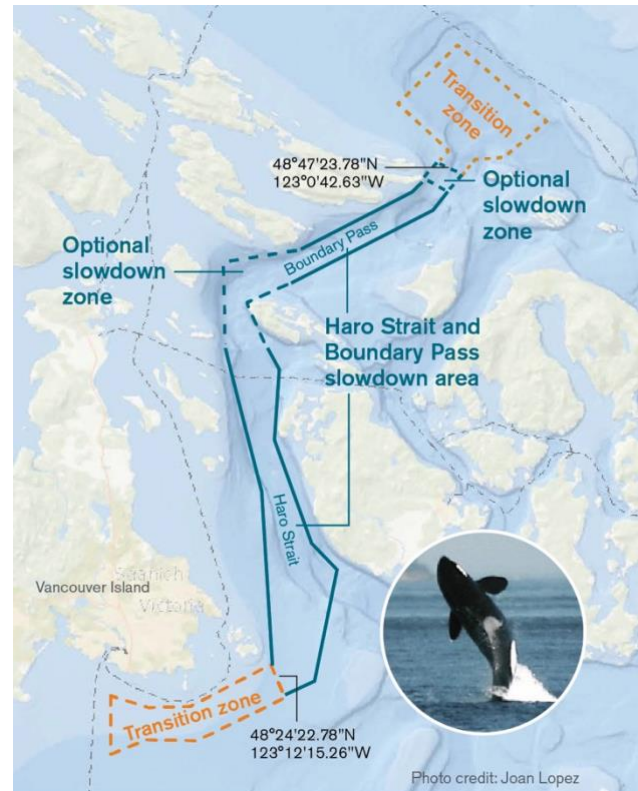 Transition
zone
48°47'23.78"N
123°0'42.63"W
Optional
slowdown
zone
Optional
slowdown
zone
Boundary Pass
Haro Strait and
Boundary Pass
slowdown area
Haro Strait
Vancouver Island
Saanich
Victoria
Transition zone
48°24'22.78"N
123°12'15.26"W
Photo credit: Joan Lopez